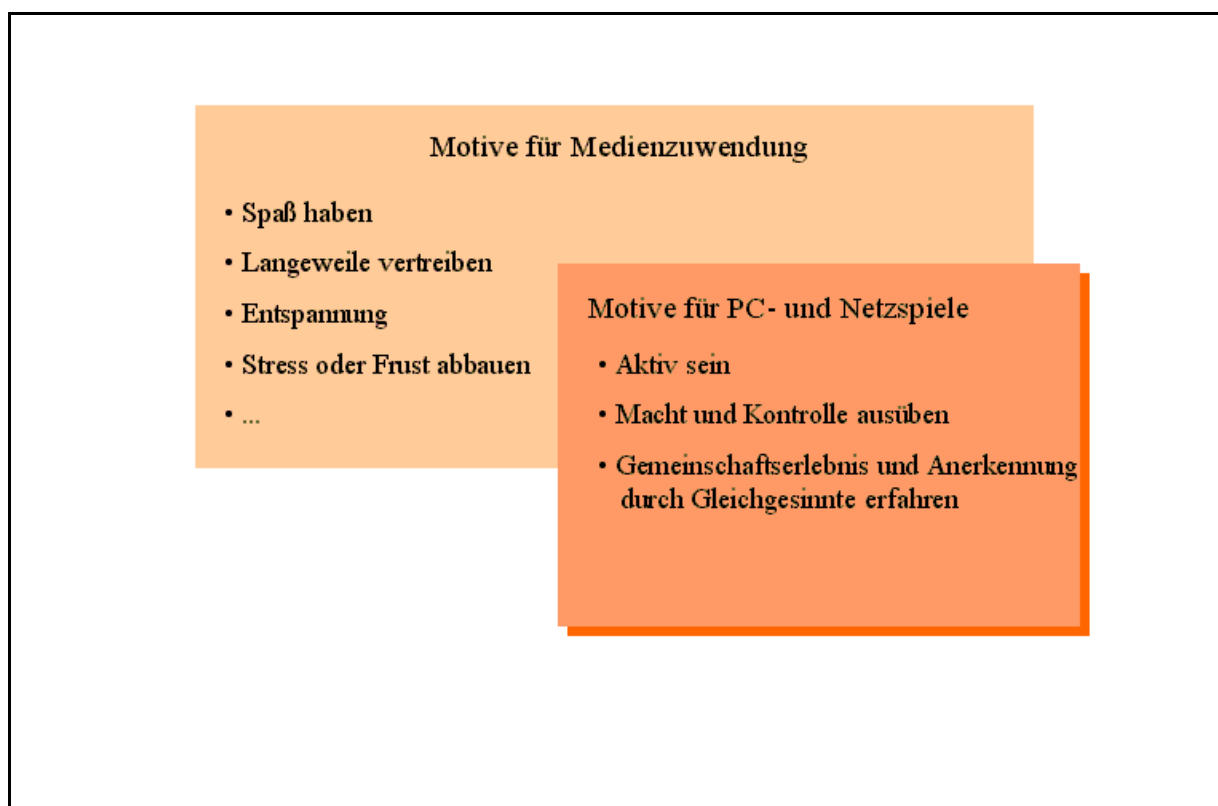 Motive für Medienzuwendung
• Spaß haben
• Langeweile vertreiben
• Entspannung
• Stress oder Frust abbauen
• ...
Motive für PC- und Netzspiele
• Aktiv sein
• Macht und Kontrolle ausüben
• Gemeinschaftserlebnis und Anerkennung
durch Gleichgesinnte erfahren